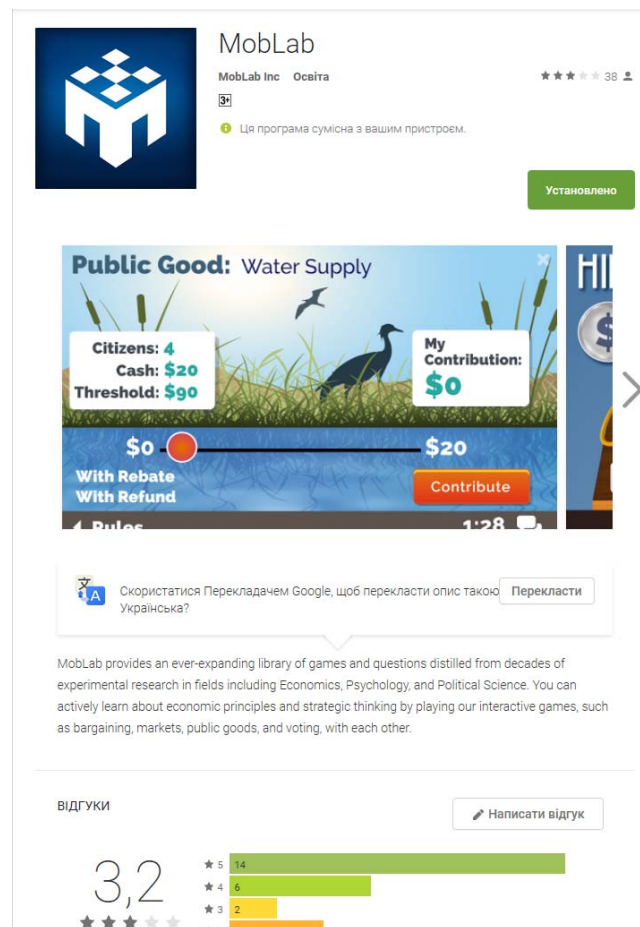 MobLab
MobLab Inc Освіта
38
3+
Ця програма сумісна з вашим пристроєм.
Установлено
Public Good: Water Supply
Citizens: 4
Cash: $20
Threshold: $90
My
Contribution:
$0
$0
$20
With Rebate
With Refund
Contribute
Rules
1:28
$
Скористатися Перекладачем Google, щоб перекласти опис такою
Українська?
Перекласти
MobLab provides an ever-expanding library of games and questions distilled from decades of
experimental research in fields including Economics, Psychology, and Political Science. You can
actively learn about economic principles and strategic thinking by playing our interactive games, such
as bargaining, markets, public goods, and voting, with each other.
ВІДГУКИ
Написати відгук
3,2
5 14
4 6
3 2